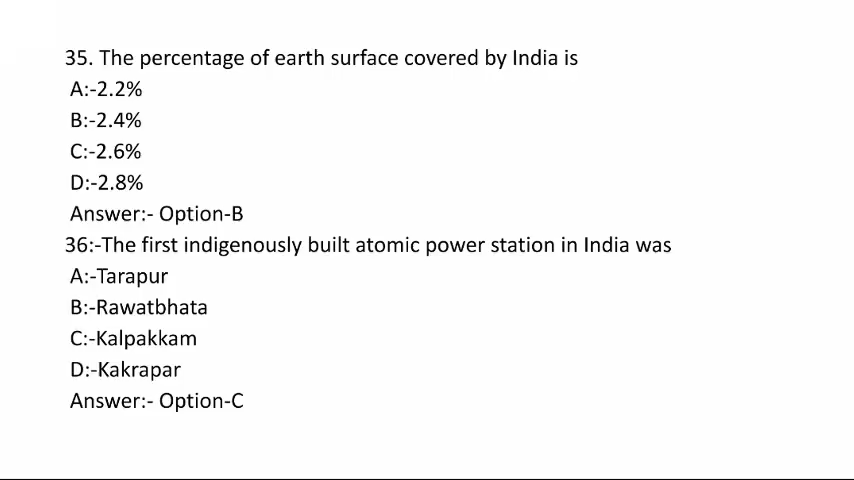 35. The percentage of earth surface covered by India is
A:-2.2%
B:-2.4%
C:-2.6%
D:-2.8%
Answer:- Option-B
36:-The first indigenously built atomic power station in India was
A:-Tarapur
B:-Rawatbhata
C:-Kalpakkam
D:-Kakrapar
Answer:- Option-C